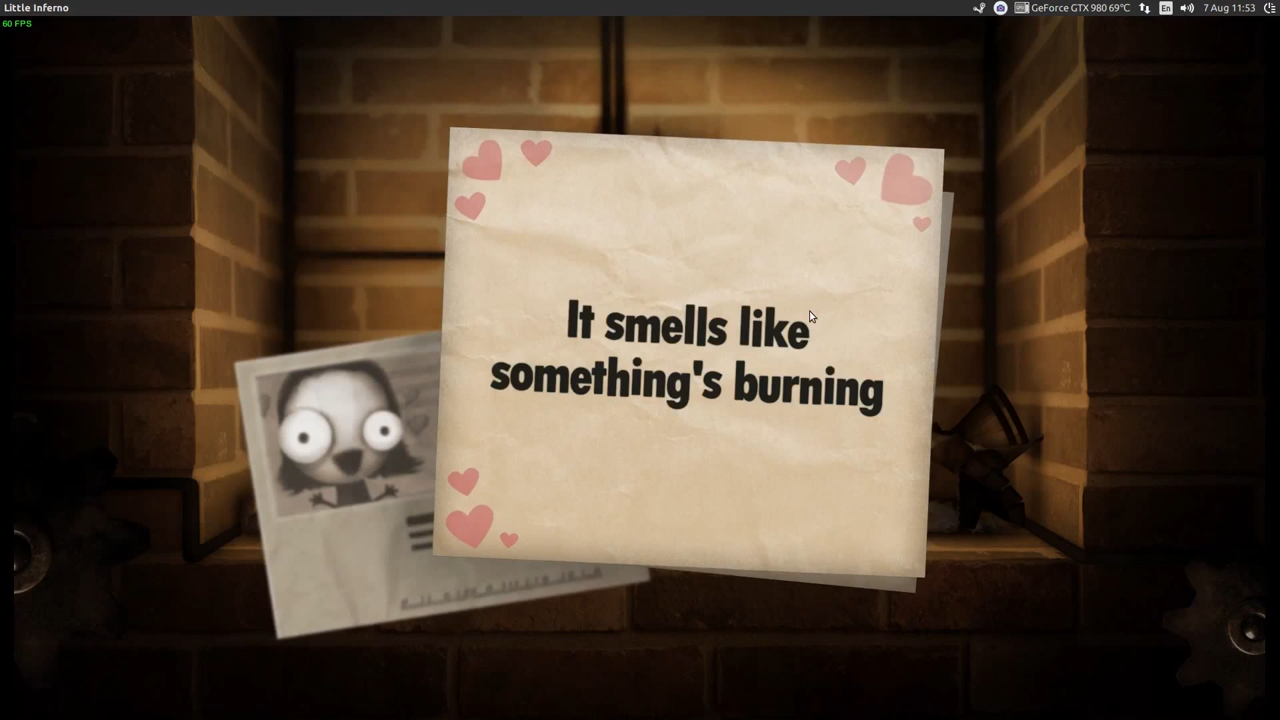 Little Inferno
GeForce GTX 980 69°C
En
7 Aug 11:53
60 FPS
It smells like
something's burning